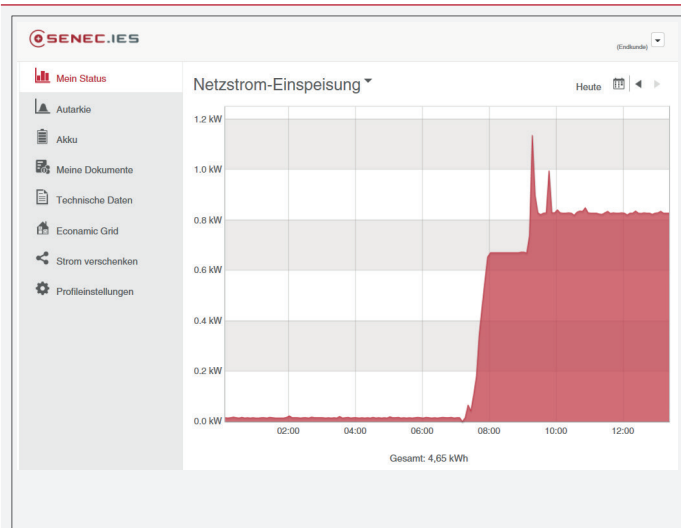 SENEC.IES
(Endkunde)
Mein Status
Autarkie
Akku
Meine Dokumente
Technische Daten
Econamic Grid
Strom verschenken
Profileinstellungen
Netzstrom-Einspeisung
Heute
1.2 kW
1.0 kW
0.8 kW
0.6 kW
0.4 kW
0.2 kW
0.0 kW
02:00 04:00 06:00 08:00 10:00 12:00
Gesamt: 4,65 kWh